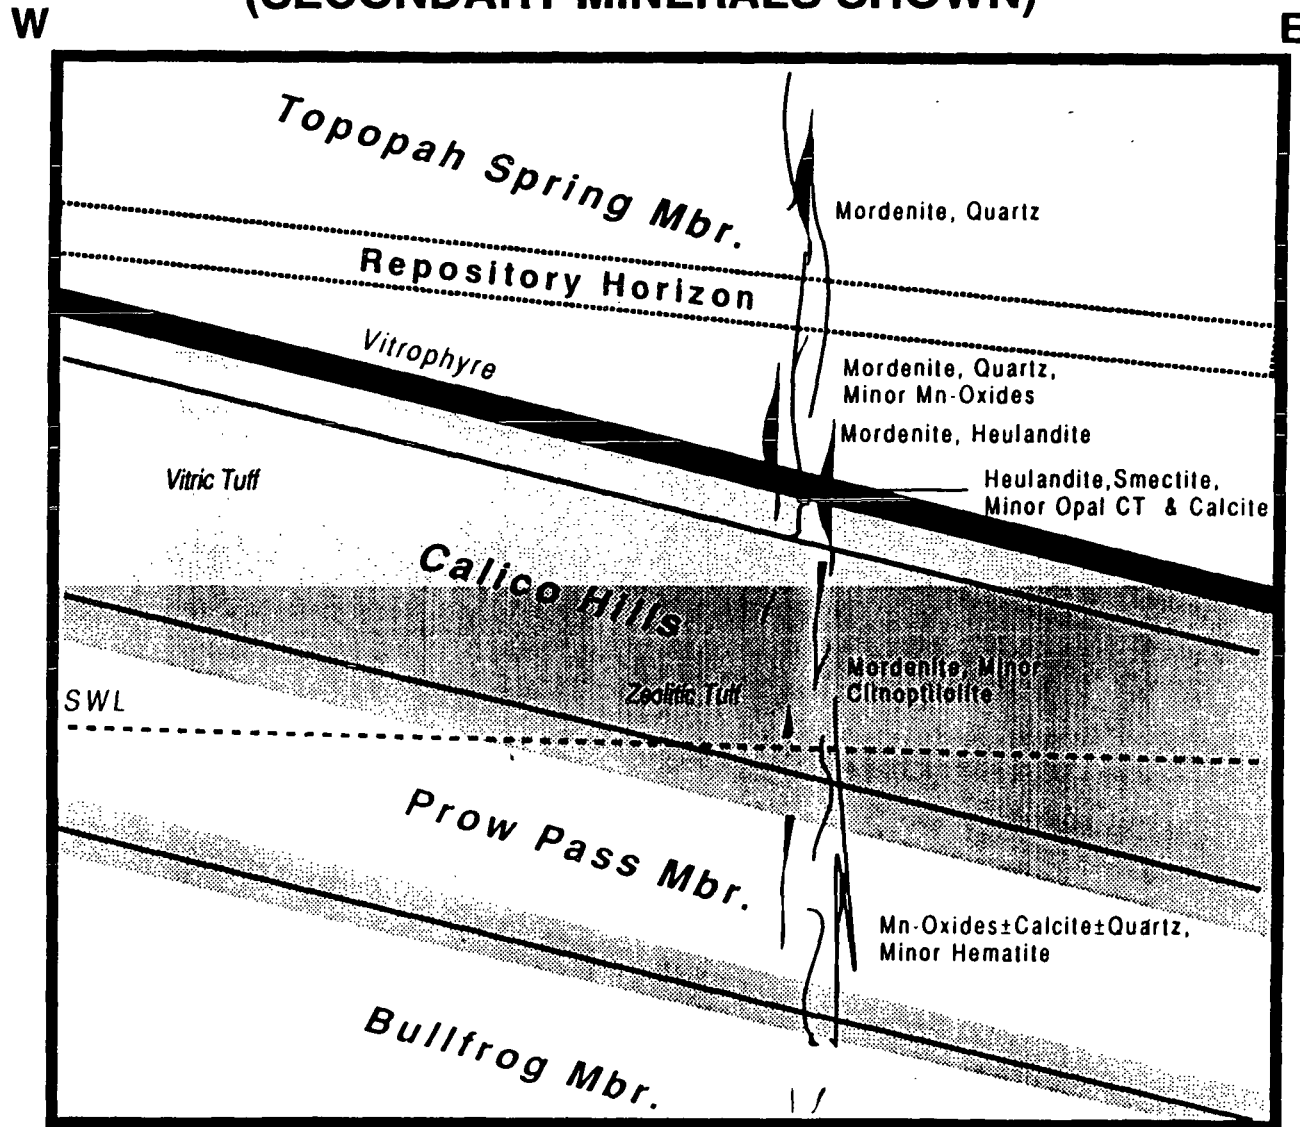 (SECONDARY MINERALS SHOWN)
W
E
Topopah Spring Mbr.
Mordenite, Quartz
Repository Horizon
Vitrophyre
Mordenite, Quartz,
Minor Mn-Oxides
Mordenite, Heulandite
Heulandite,Smectite,
Minor Opal CT & Calcite
Vitric Tuff
Calico Hills
Mordenite, Minor
Clinoptilolite
Zeolitic Tuff
SWL
Prow Pass Mbr.
Mn-Oxides±Calcite±Quartz,
Minor Hematite
Bullfrog Mbr.